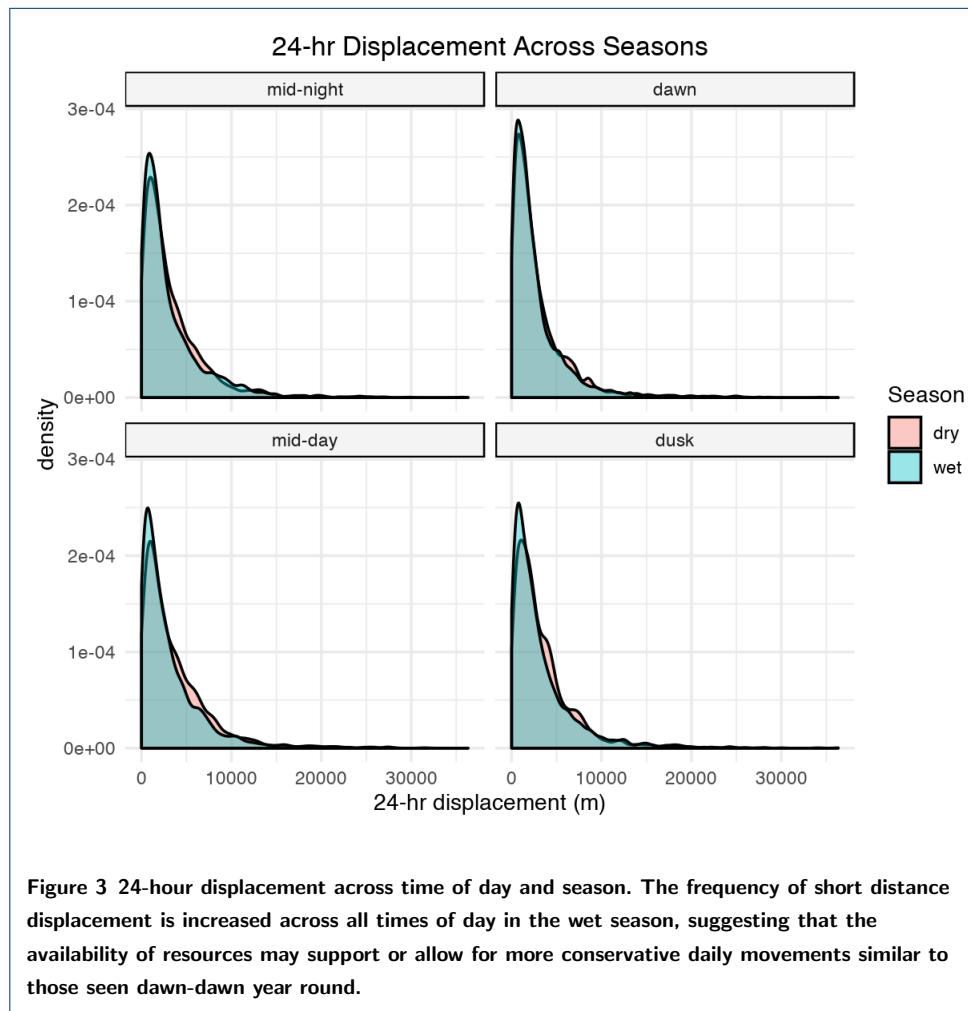 24-hr Displacement Across Seasons
mid-night
dawn
3e-04
2e-04
1e-04
0e+00
mid-day
dusk
3e-04
2e-04
1e-04
0e+00
density
0
10000
20000
30000
0
10000
20000
30000
24-hr displacement (m)
Season
dry
wet
Figure 3 24-hour displacement across time of day and season. The frequency of short distance
displacement is increased across all times of day in the wet season, suggesting that the
availability of resources may support or allow for more conservative daily movements similar to
those seen dawn-dawn year round.